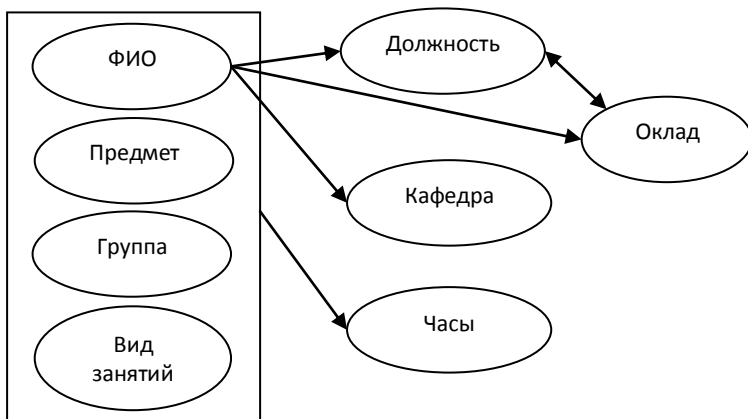 ФИО
Предмет
Группа
Вид
занятий
Должность
Оклад
Кафедра
Часы